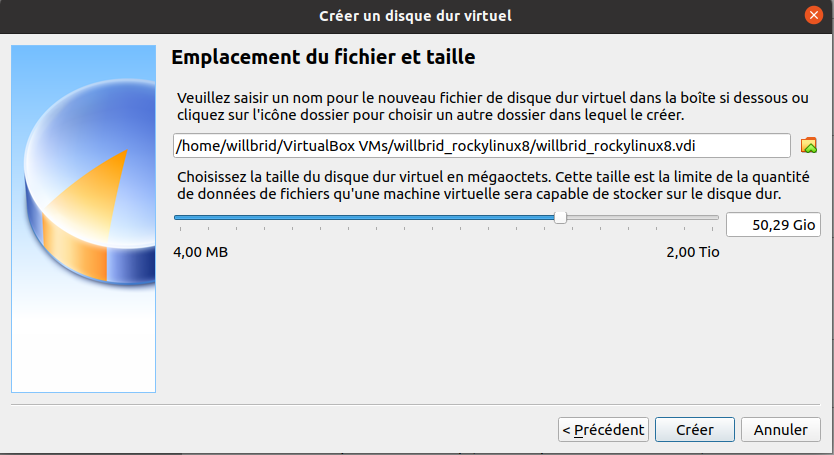 Créer un disque dur virtuel
Emplacement du fichier et taille
Veuillez saisir un nom pour le nouveau fichier de disque dur virtuel dans la boîte si dessous ou
cliquez sur l'icône dossier pour choisir un autre dossier dans lequel le créer.
/home/willbrid/VirtualBox VMs/willbrid_rockylinux8/willbrid_rockylinux8.vdi
Choisissez la taille du disque dur virtuel en mégaoctets. Cette taille est la limite de la quantité
de données de fichiers qu'une machine virtuelle sera capable de stocker sur le disque dur.
50,29 Gio
4,00 MB 2,00 Tio
< Précédent Créer Annuler